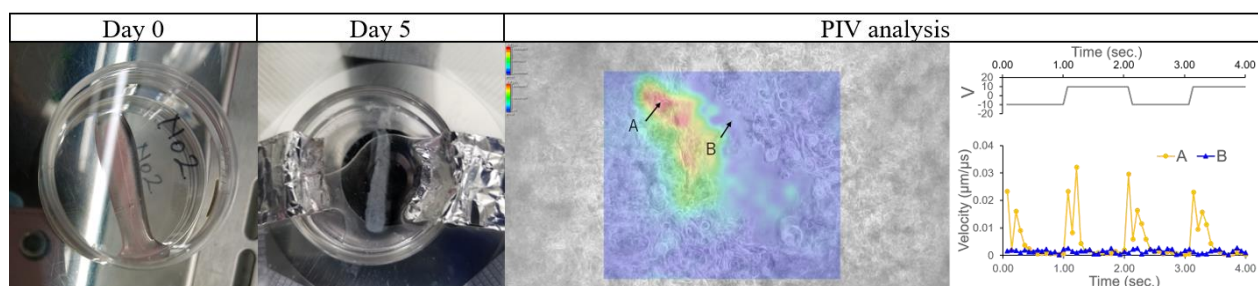 Day 0
Day 5
PIV analysis
No2
No2
A
B
Time (sec.)
0.00 1.00 2.00 3.00 4.00
20
10
0
-10
-20
V
A B
0.04
0.03
0.02
0.01
0
Velocity (μm/μs)
0.00 1.00 2.00 3.00 4.00
Time (sec.)